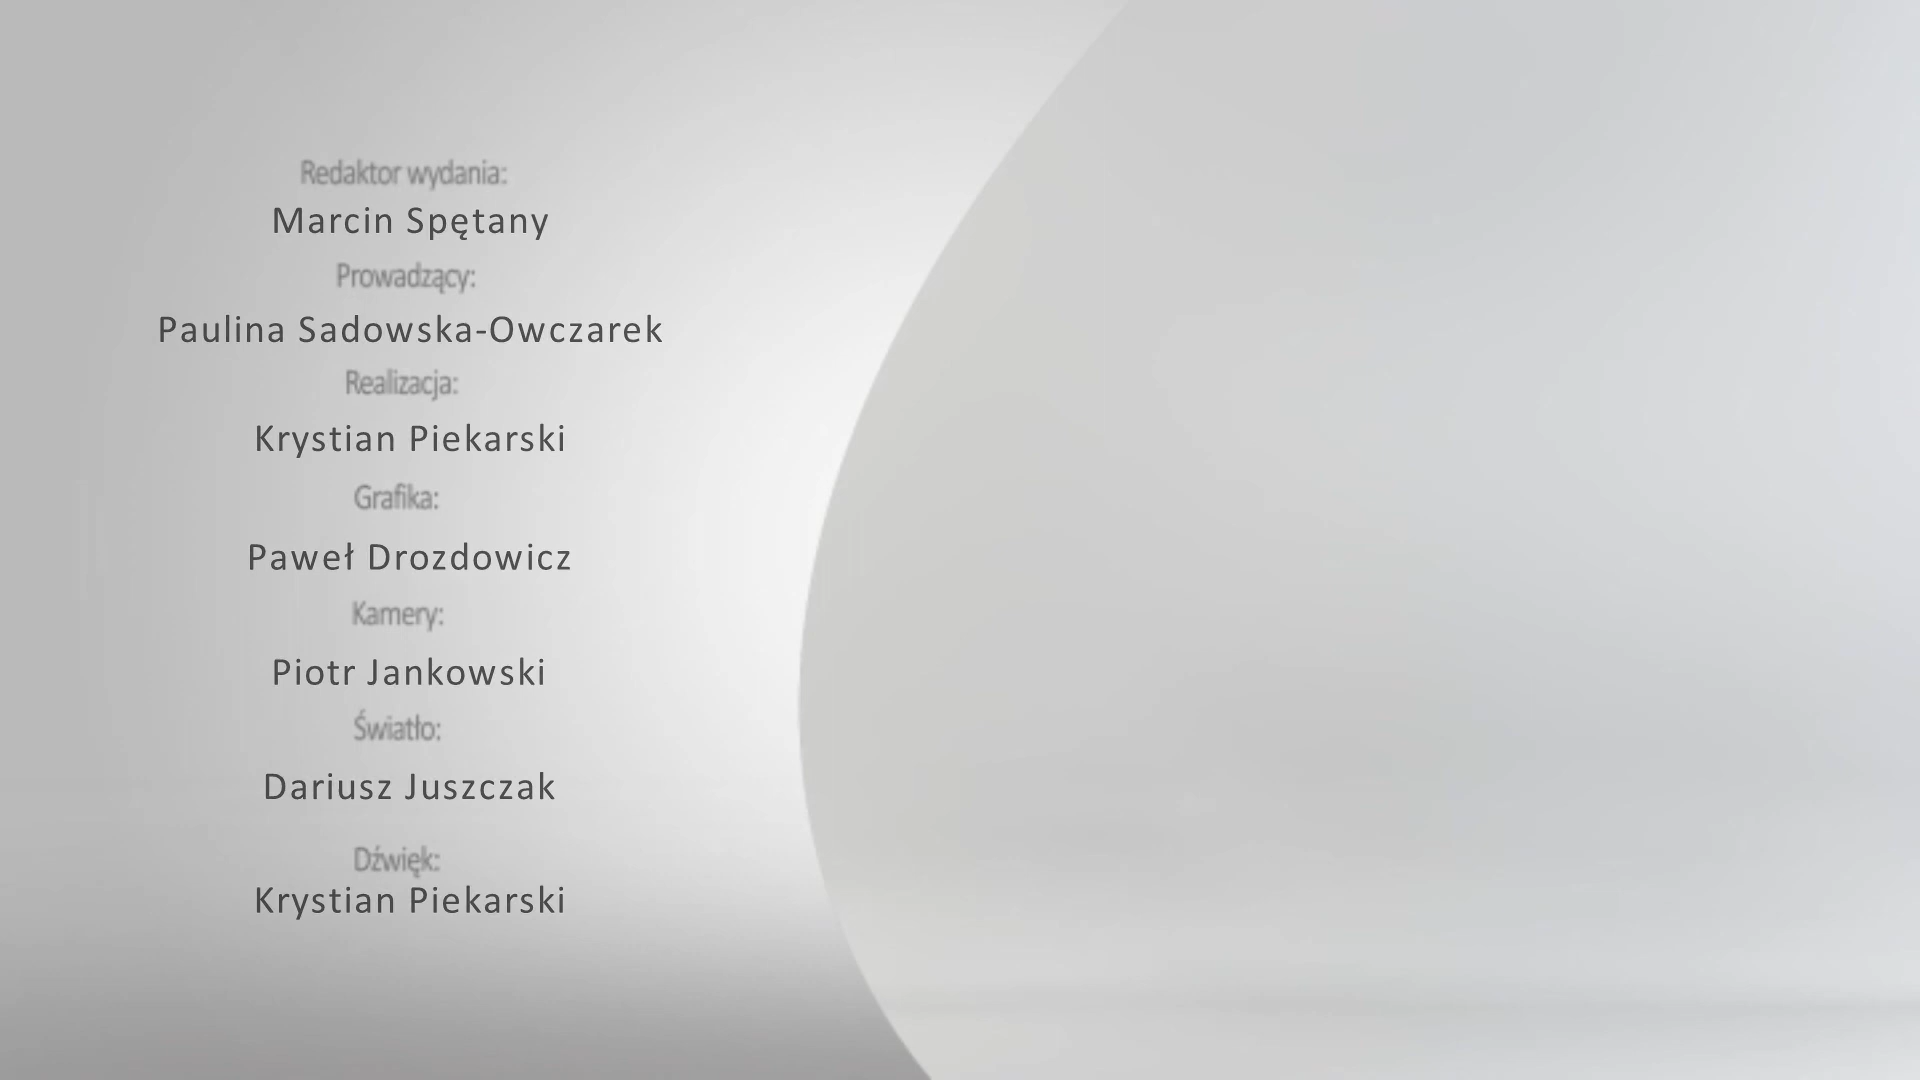 Redaktor wydania:
Marcin Spętany
Prowadzący:
Paulina Sadowska-Owczarek
Realizacja:
Krystian Piekarski
Grafika:
Paweł Drozdowicz
Kamery:
Piotr Jankowski
Światło:
Dariusz Juszczak
Dźwięk:
Krystian Piekarski